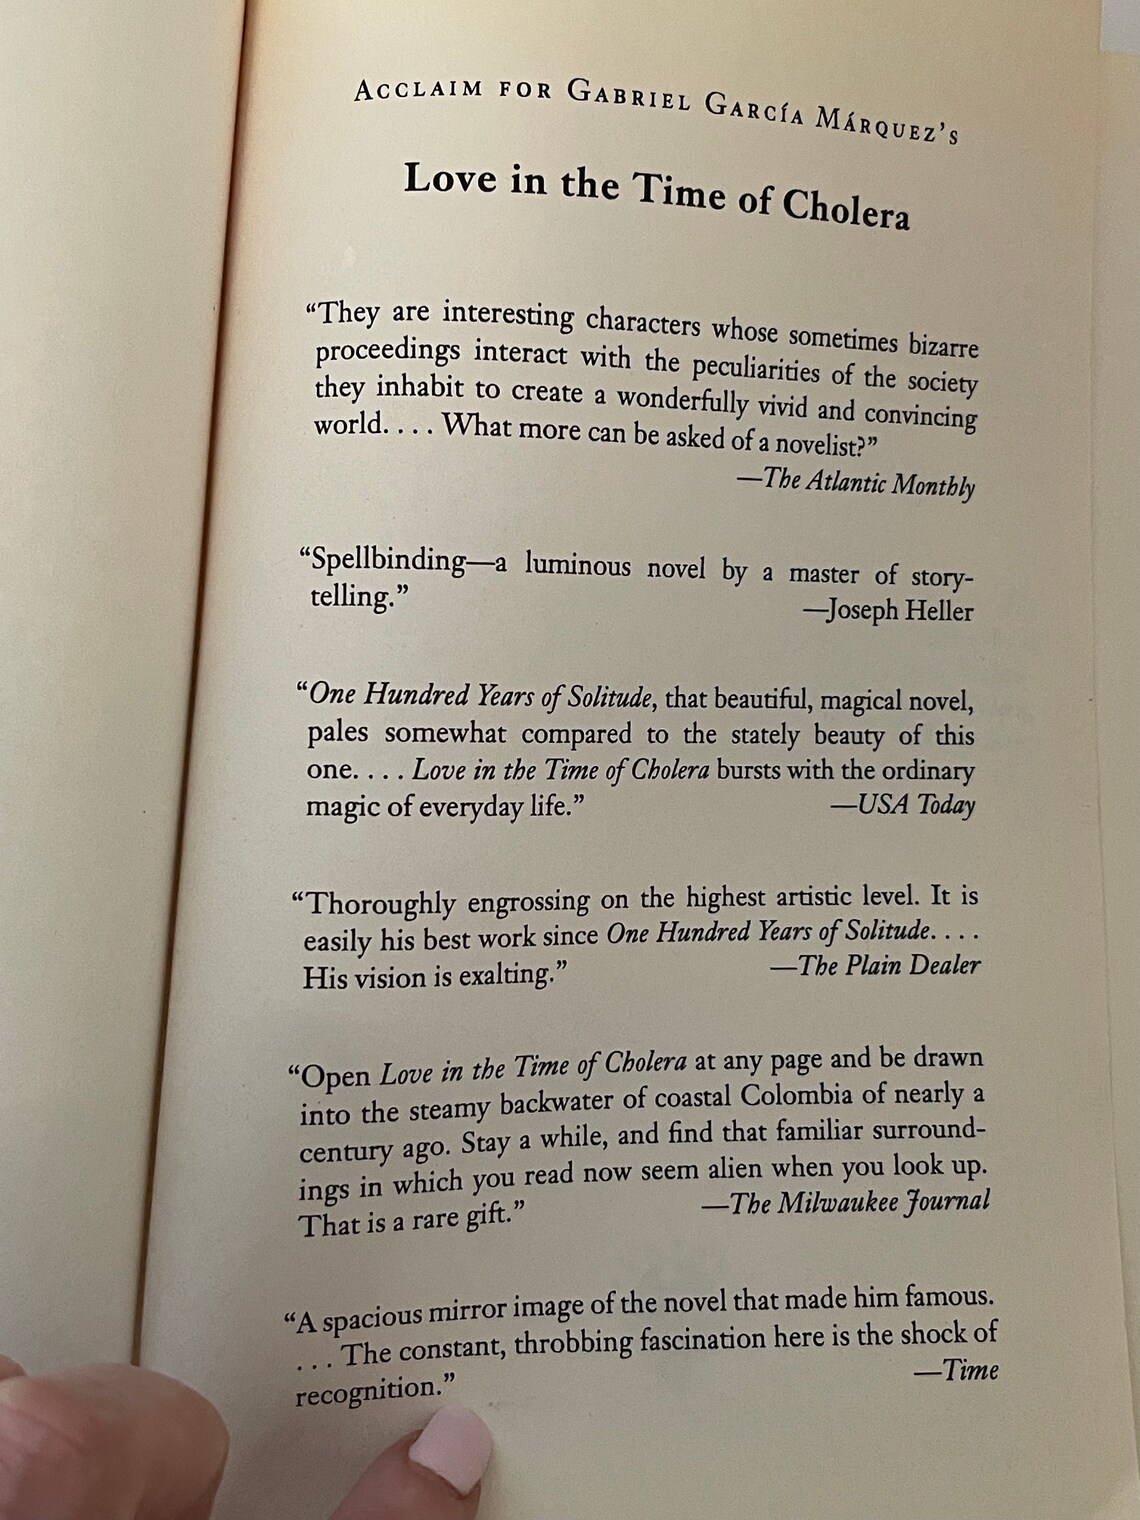 Acclaim for Gabriel García Márquez’s
Love in the Time of Cholera
“They are interesting characters whose sometimes bizarre
proceedings interact with the peculiarities of the society
they inhabit to create a wonderfully vivid and convincing
world. . . . What more can be asked of a novelist?”
—The Atlantic Monthly
“Spellbinding—a luminous novel by a master of story-
telling.” —Joseph Heller
“One Hundred Years of Solitude, that beautiful, magical novel,
pales somewhat compared to the stately beauty of this
one. . . . Love in the Time of Cholera bursts with the ordinary
magic of everyday life.” —USA Today
“Thoroughly engrossing on the highest artistic level. It is
easily his best work since One Hundred Years of Solitude. . . .
His vision is exalting.” —The Plain Dealer
“Open Love in the Time of Cholera at any page and be drawn
into the steamy backwater of coastal Colombia of nearly a
century ago. Stay a while, and find that familiar surround-
ings in which you read now seem alien when you look up.
That is a rare gift.” —The Milwaukee Journal
“A spacious mirror image of the novel that made him famous.
. . . The constant, throbbing fascination here is the shock of
recognition.” —Time